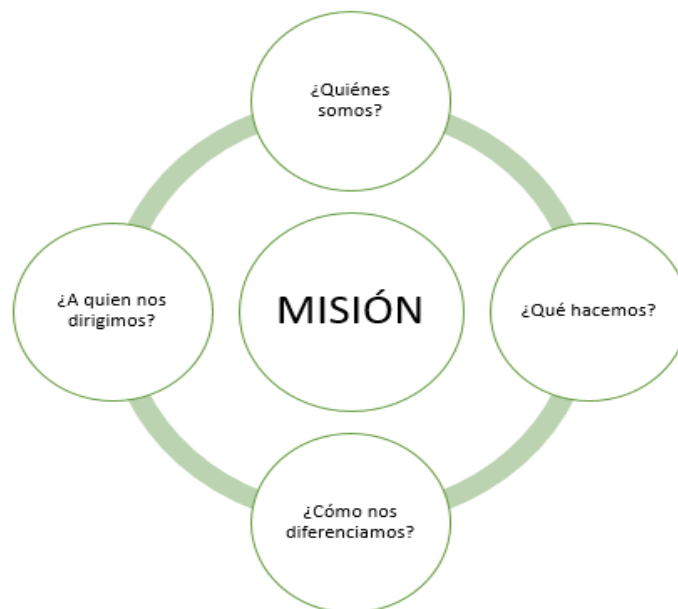 ¿Quiénes
somos?
¿A quien nos
dirigimos?
MISIÓN
¿Qué hacemos?
¿Cómo nos
diferenciamos?